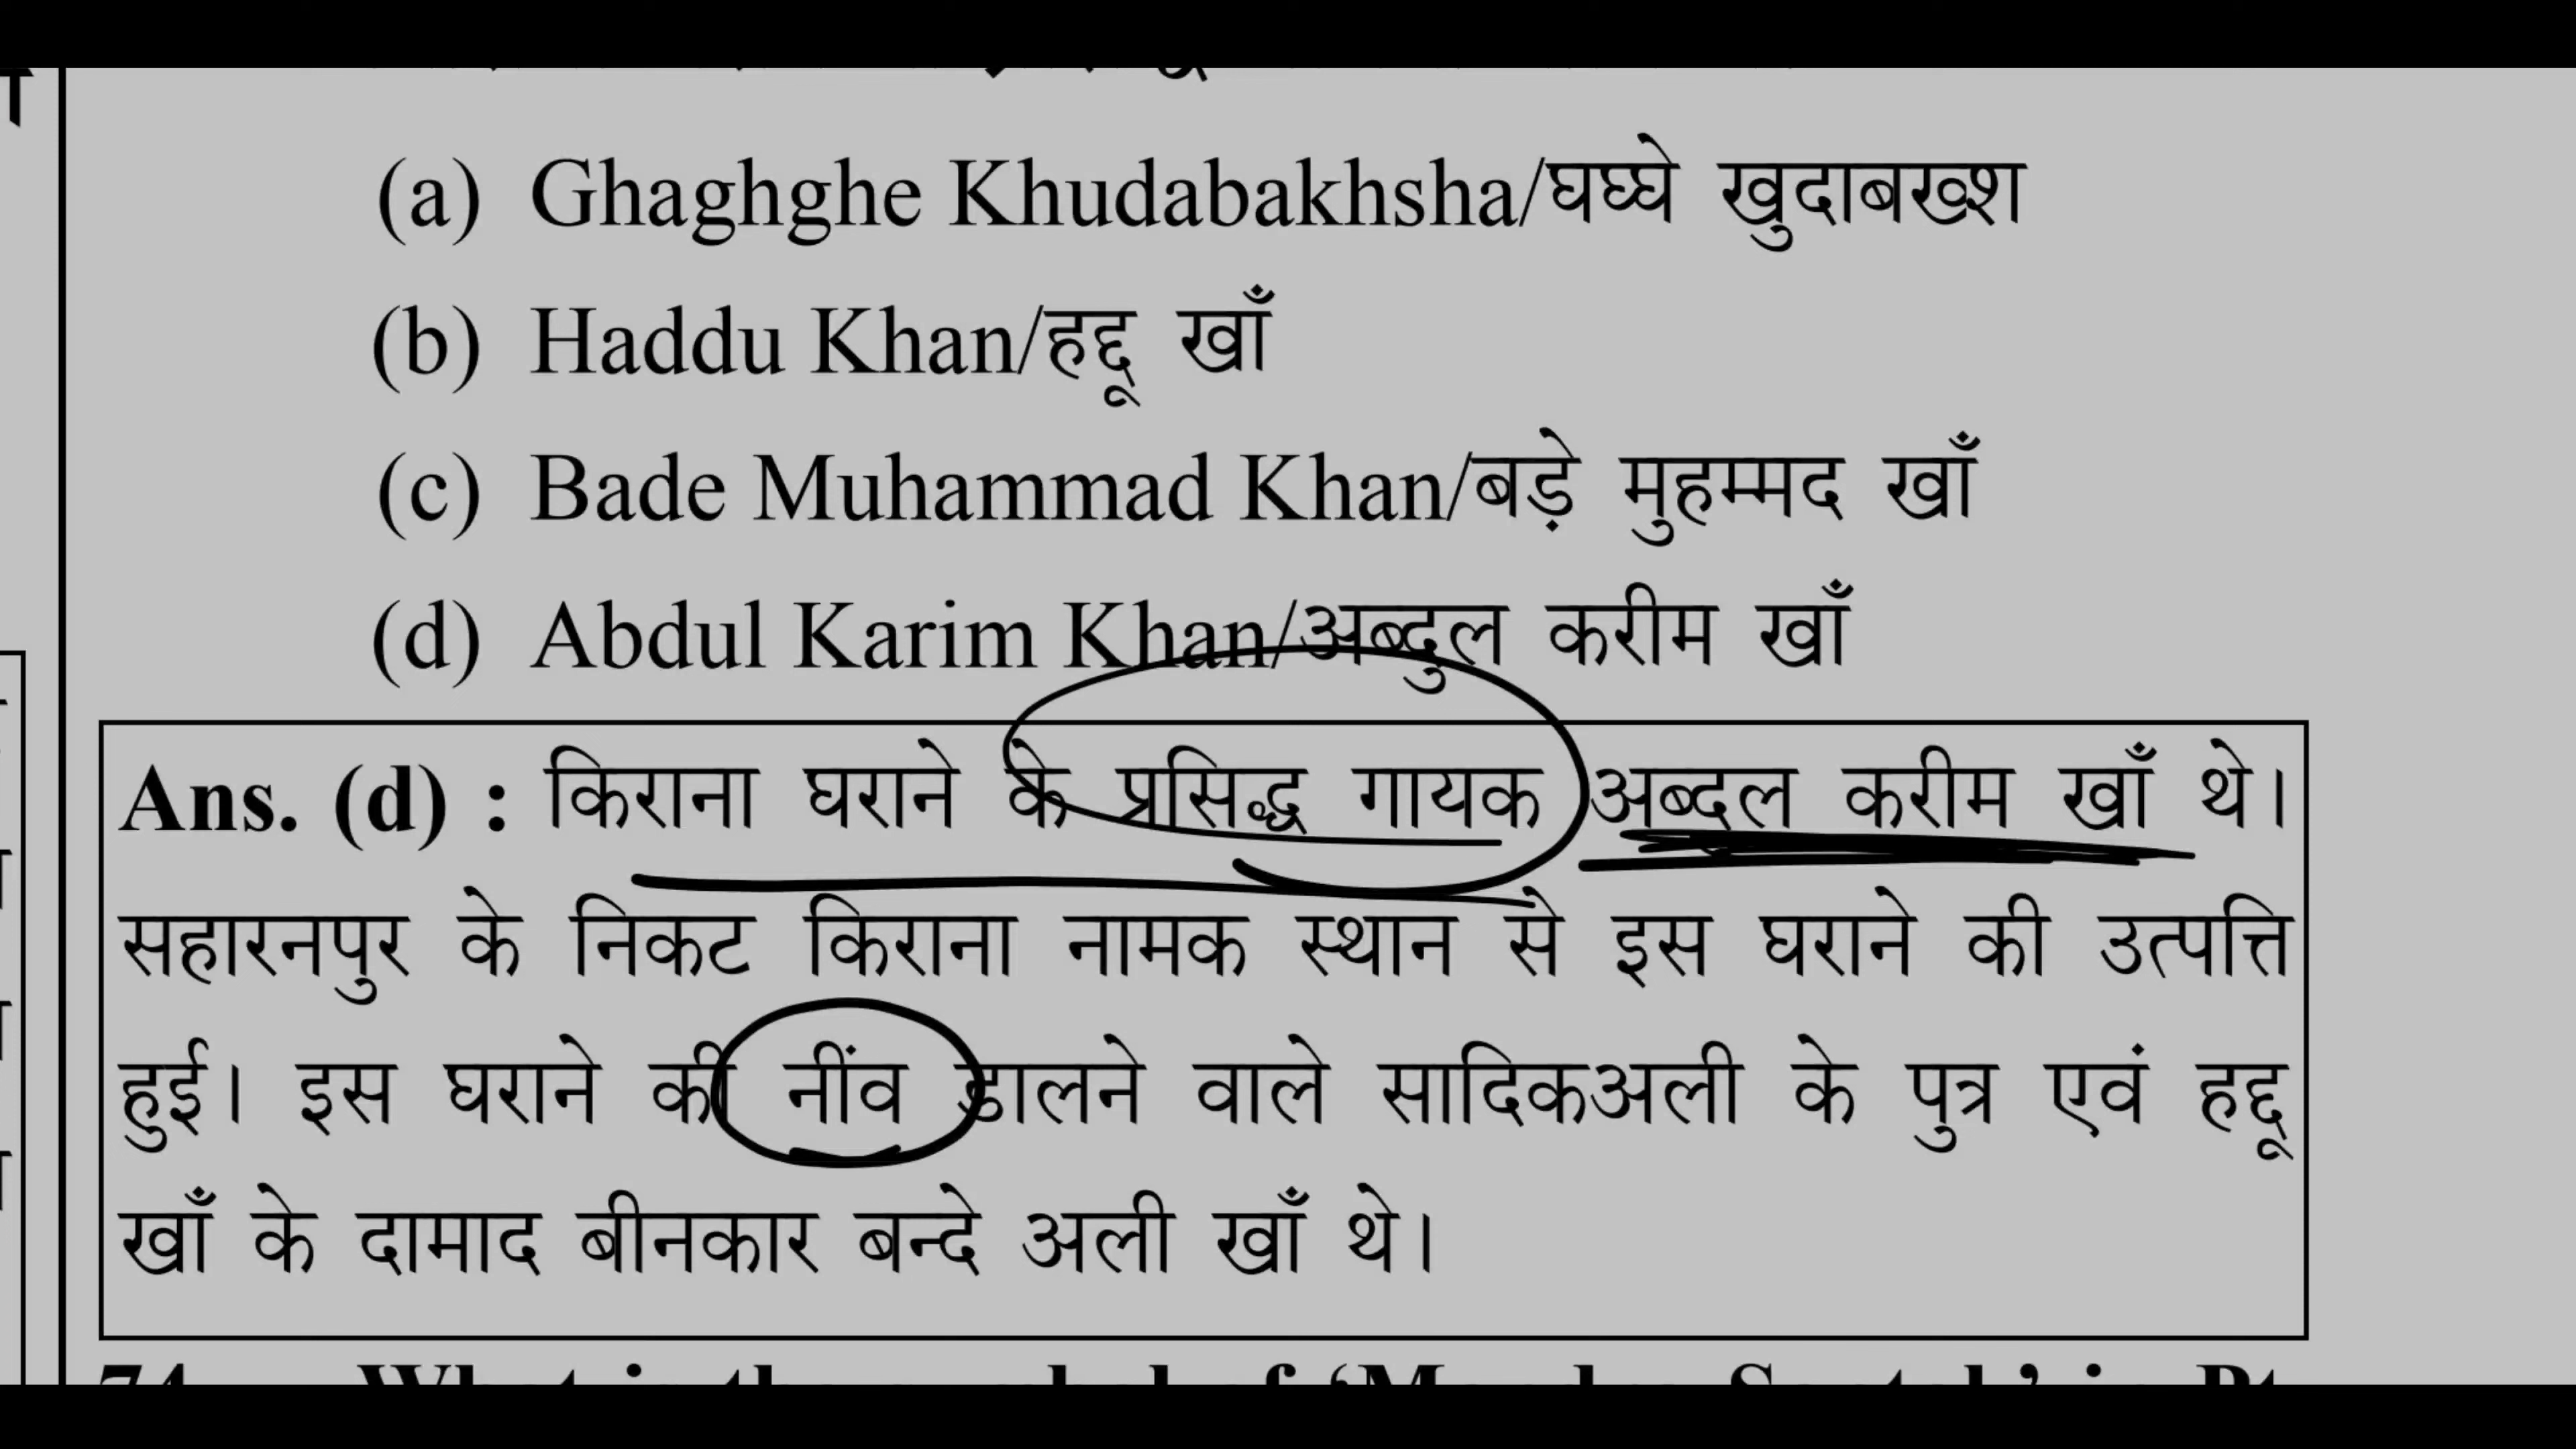 (a) Ghaghghe Khudabakhsha/घघ्घे खुदाबख्श
(b) Haddu Khan/हद्दू खाँ
(c) Bade Muhammad Khan/बड़े मुहम्मद खाँ
(d) Abdul Karim Khan/अब्दुल करीम खाँ
Ans. (d) : किराना घराने के प्रसिद्ध गायक अब्दुल करीम खाँ थे।
सहारनपुर के निकट किराना नामक स्थान से इस घराने की उत्पत्ति
हुई। इस घराने की नींव डालने वाले सादिकअली के पुत्र एवं हद्दू
खाँ के दामाद बीनकार बन्दे अली खाँ थे।